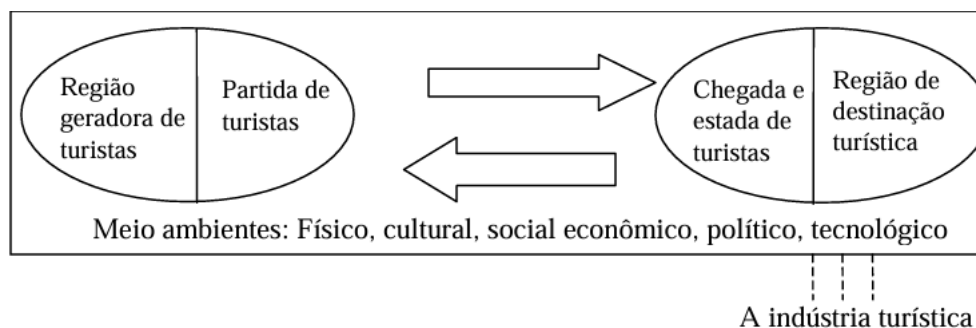 Região
geradora de
turistas
Partida de
turistas
Chegada e
estada de
turistas
Região de
destinação
turística
Meio ambientes: Físico, cultural, social econômico, político, tecnológico
A indústria turística